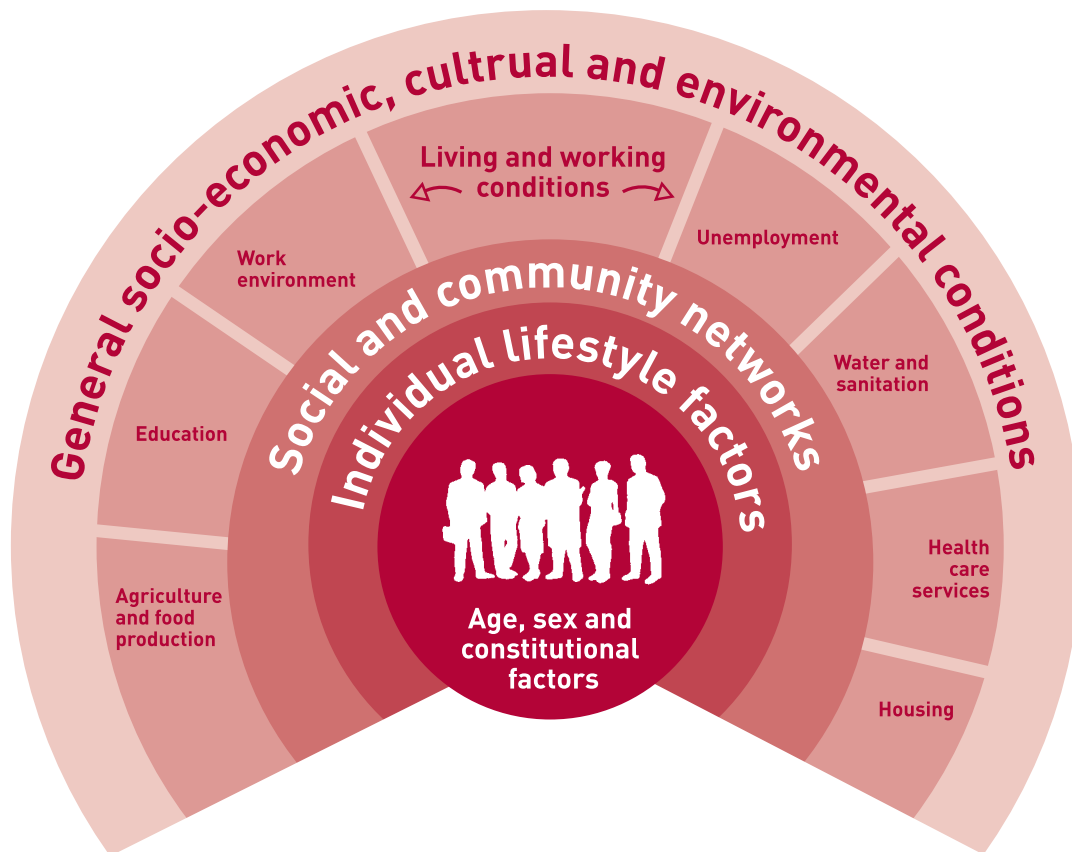 General socio-economic, cultrual and environmental conditions
Living and working
conditions
Work
environment
Unemployment
Education
Water and
sanitation
Agriculture
and food
production
Health
care
services
Housing
Social and community networks
Individual lifestyle factors
Age, sex and
constitutional
factors